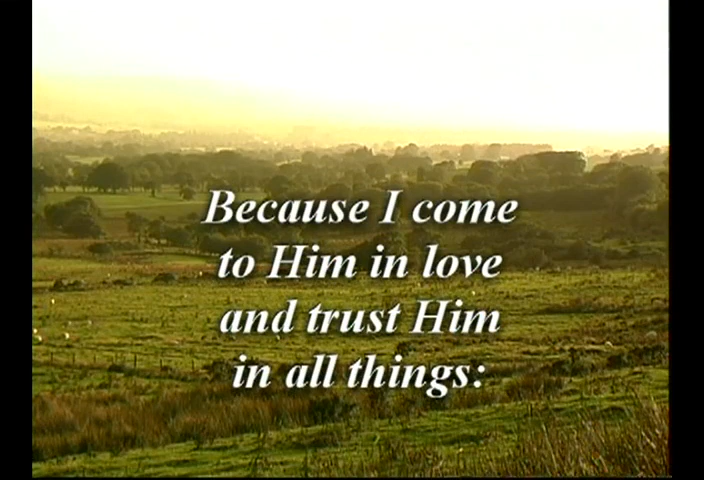 Because I come
to Him in love
and trust Him
in all things: